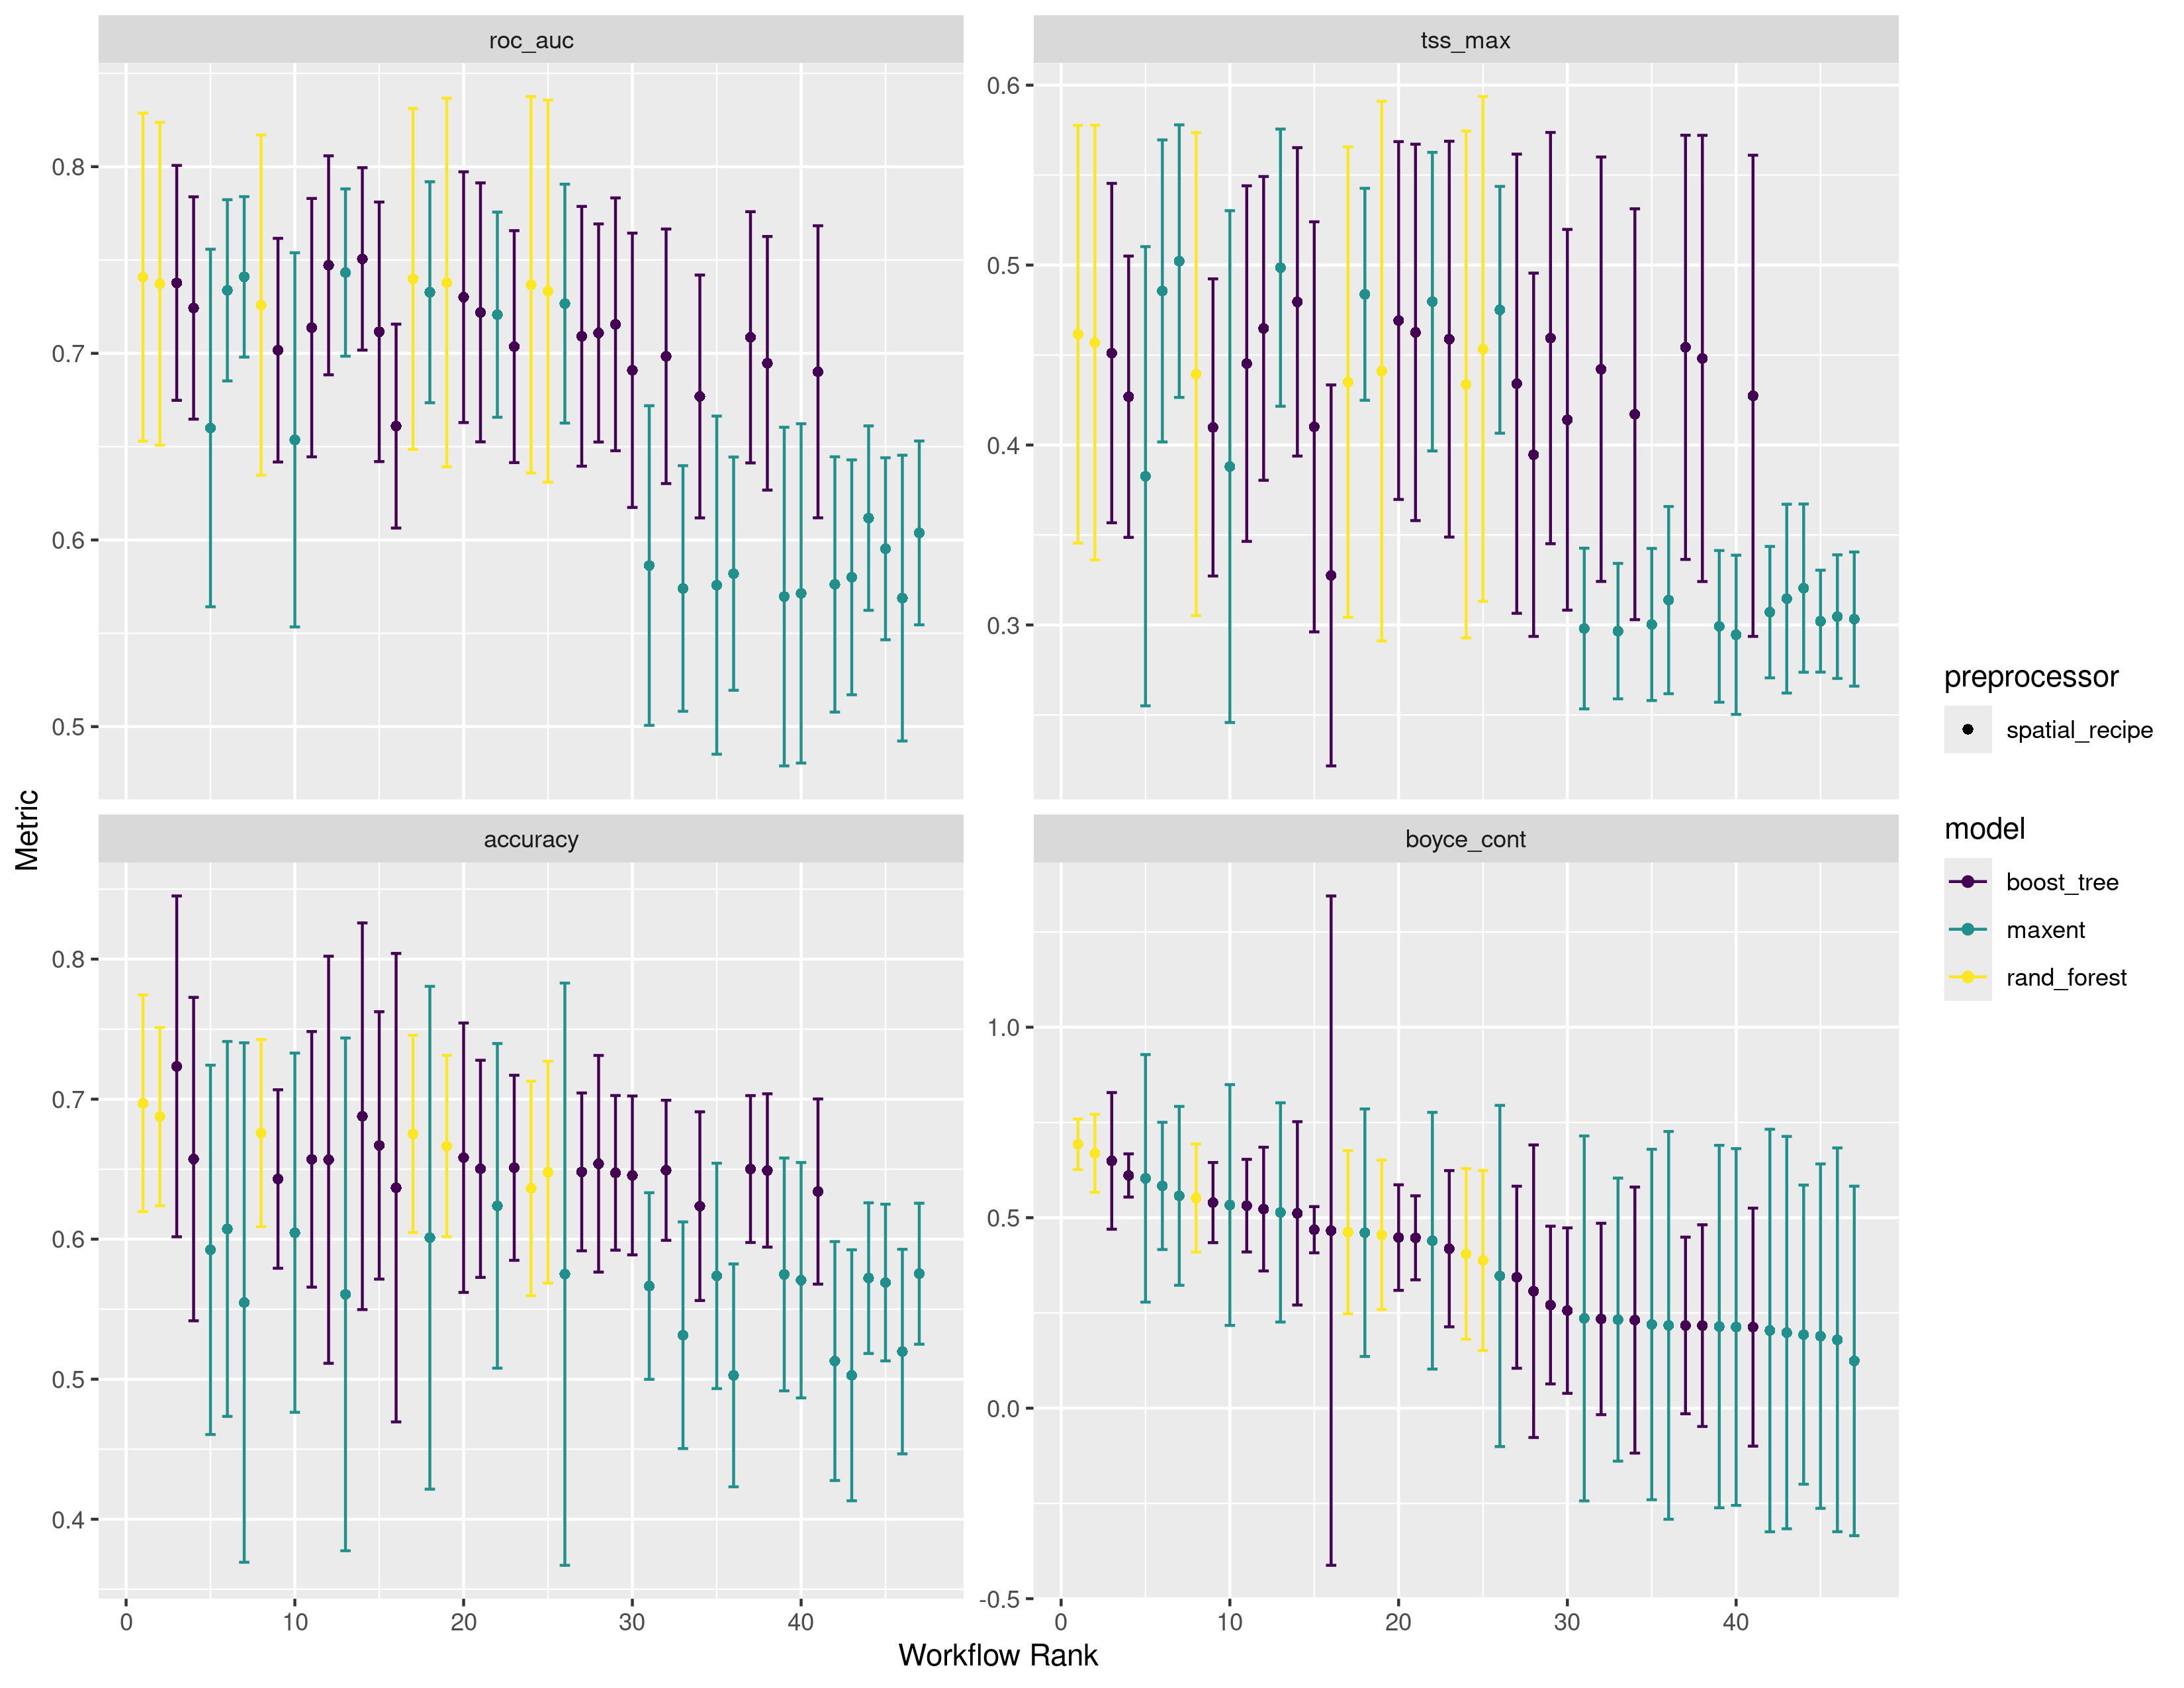 roc_auc
tss_max
0.8
0.7
0.6
0.5
0.6
0.5
0.4
0.3
accuracy
boyce_cont
0.8
0.7
0.6
0.5
0.4
1.0
0.5
0.0
-0.5
0 10 20 30 40
0 10 20 30 40
Workflow Rank
Metric
preprocessor
spatial_recipe
model
boost_tree
maxent
rand_forest